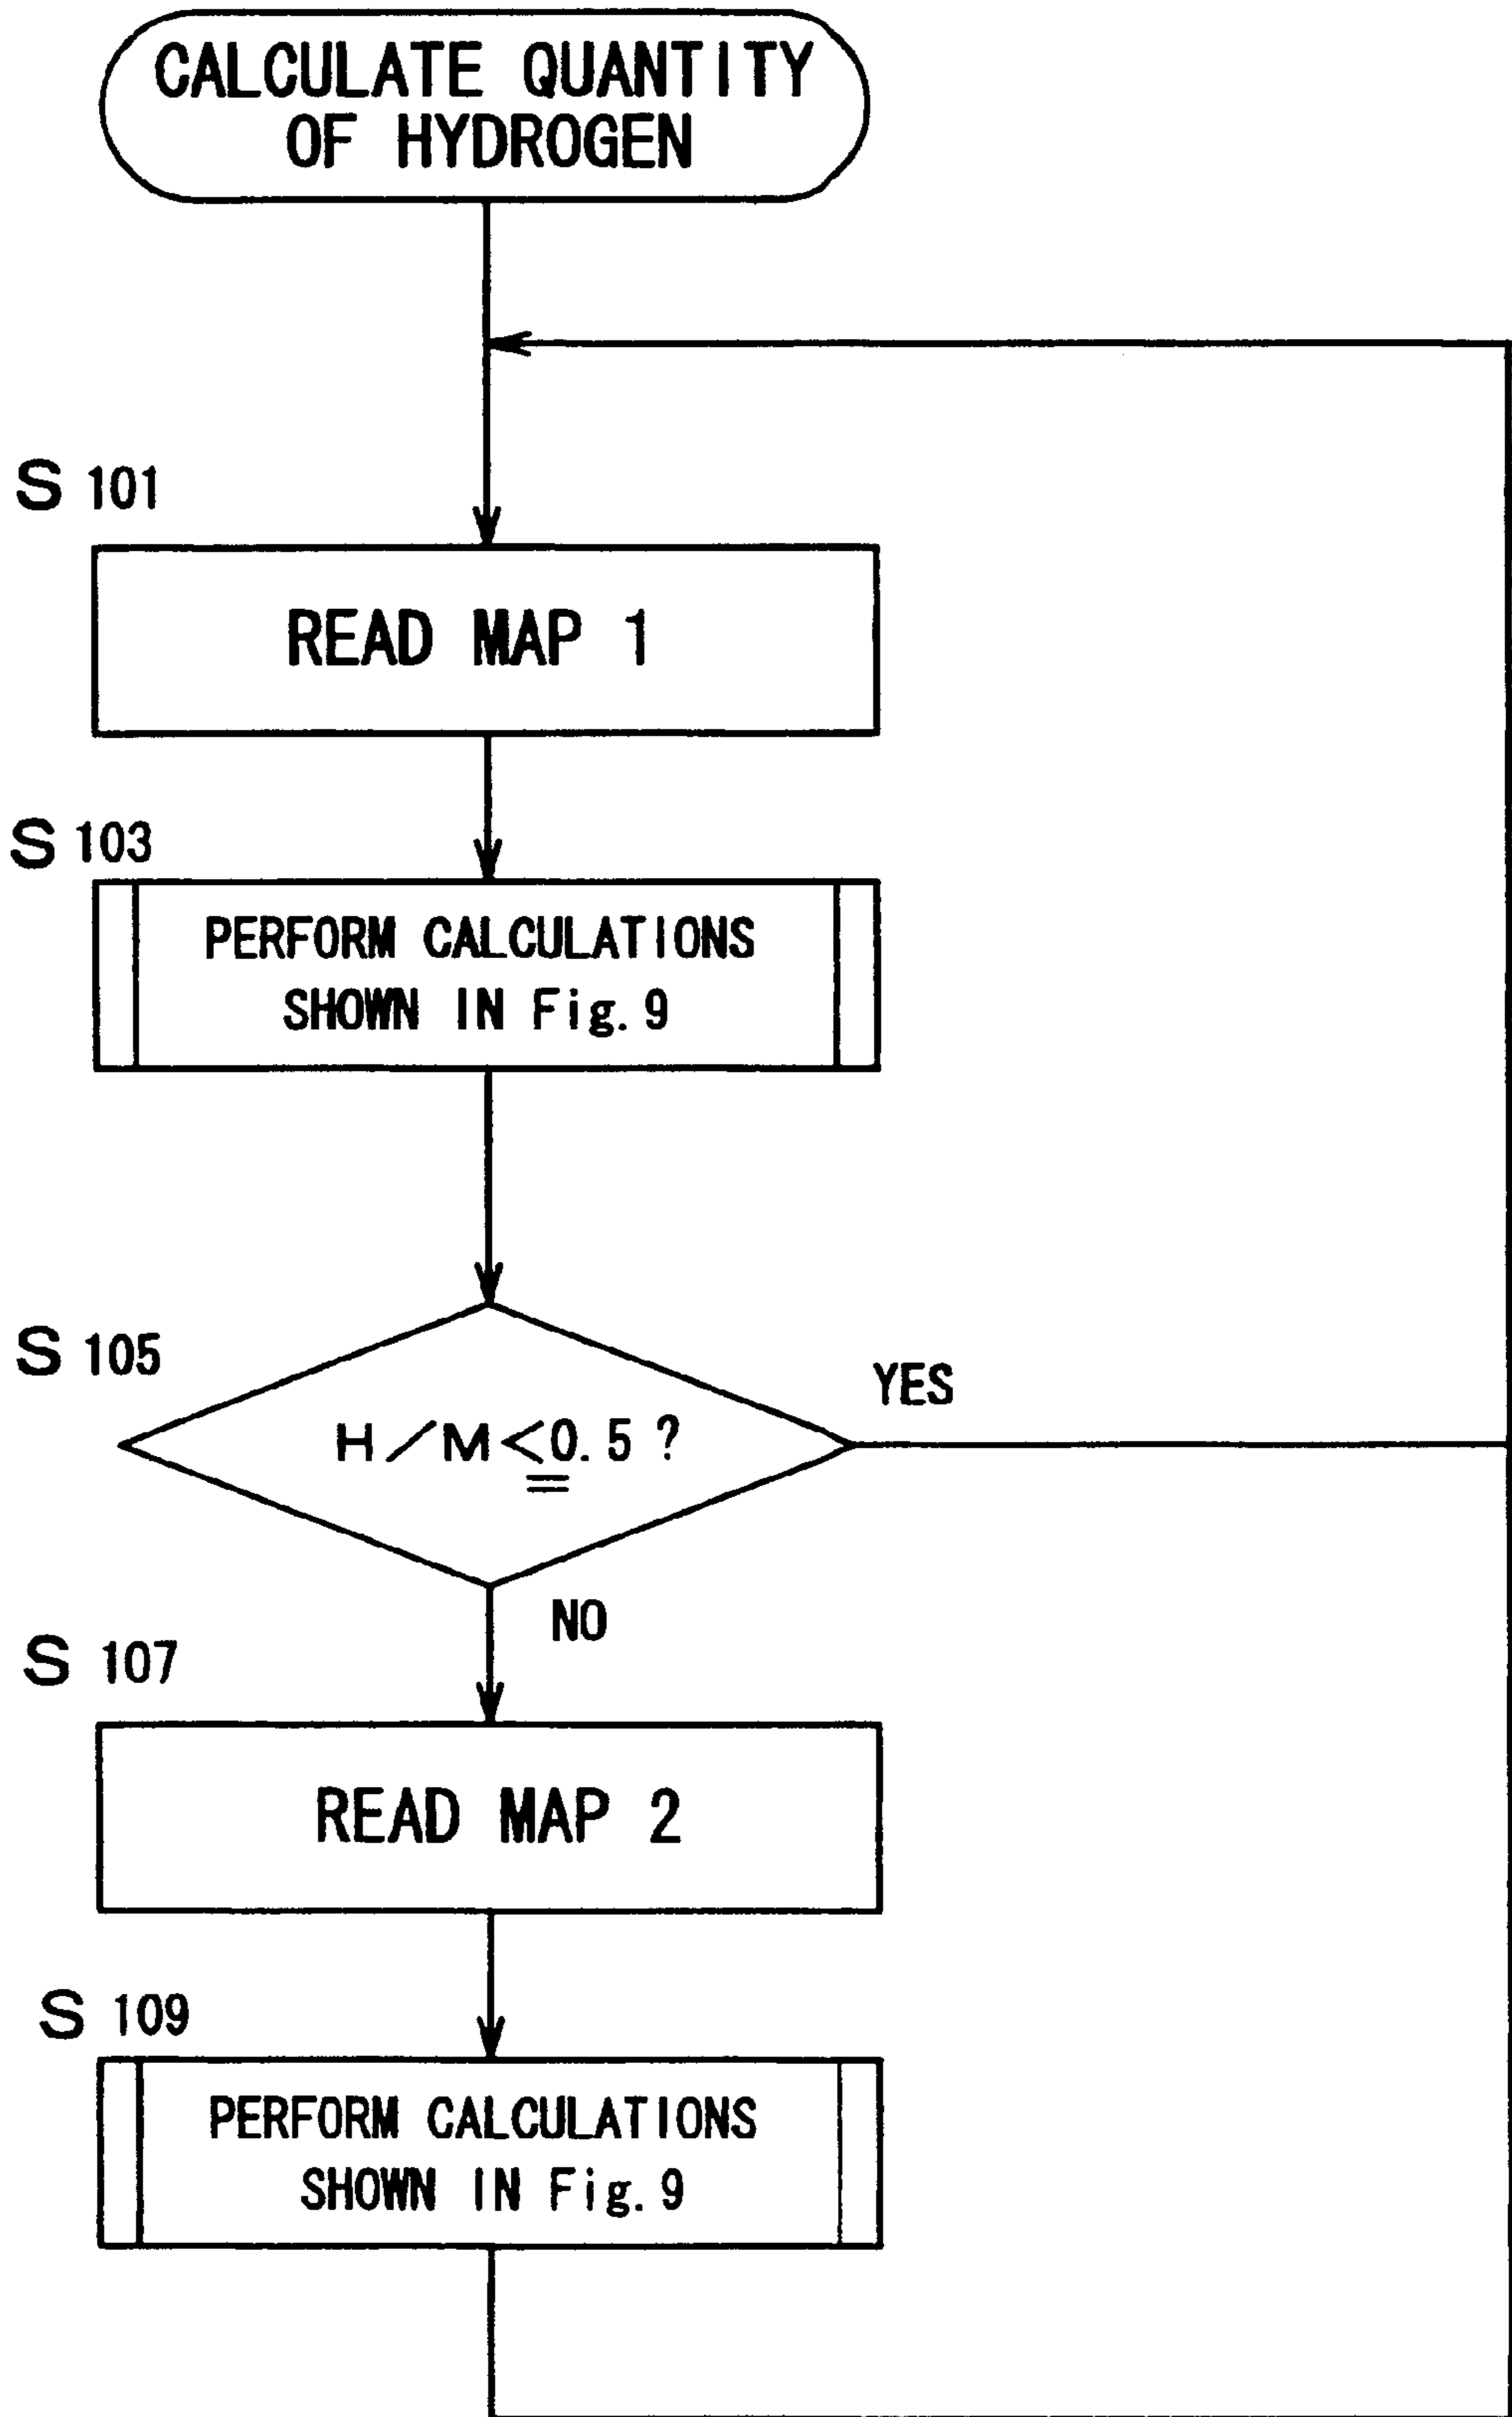 CALCULATE QUANTITY
OF HYDROGEN
S 101
READ MAP 1
S 103
PERFORM CALCULATIONS
SHOWN IN Fig. 9
S 105
H/M≦0.5?
YES
NO
S 107
READ MAP 2
S 109
PERFORM CALCULATIONS
SHOWN IN Fig. 9